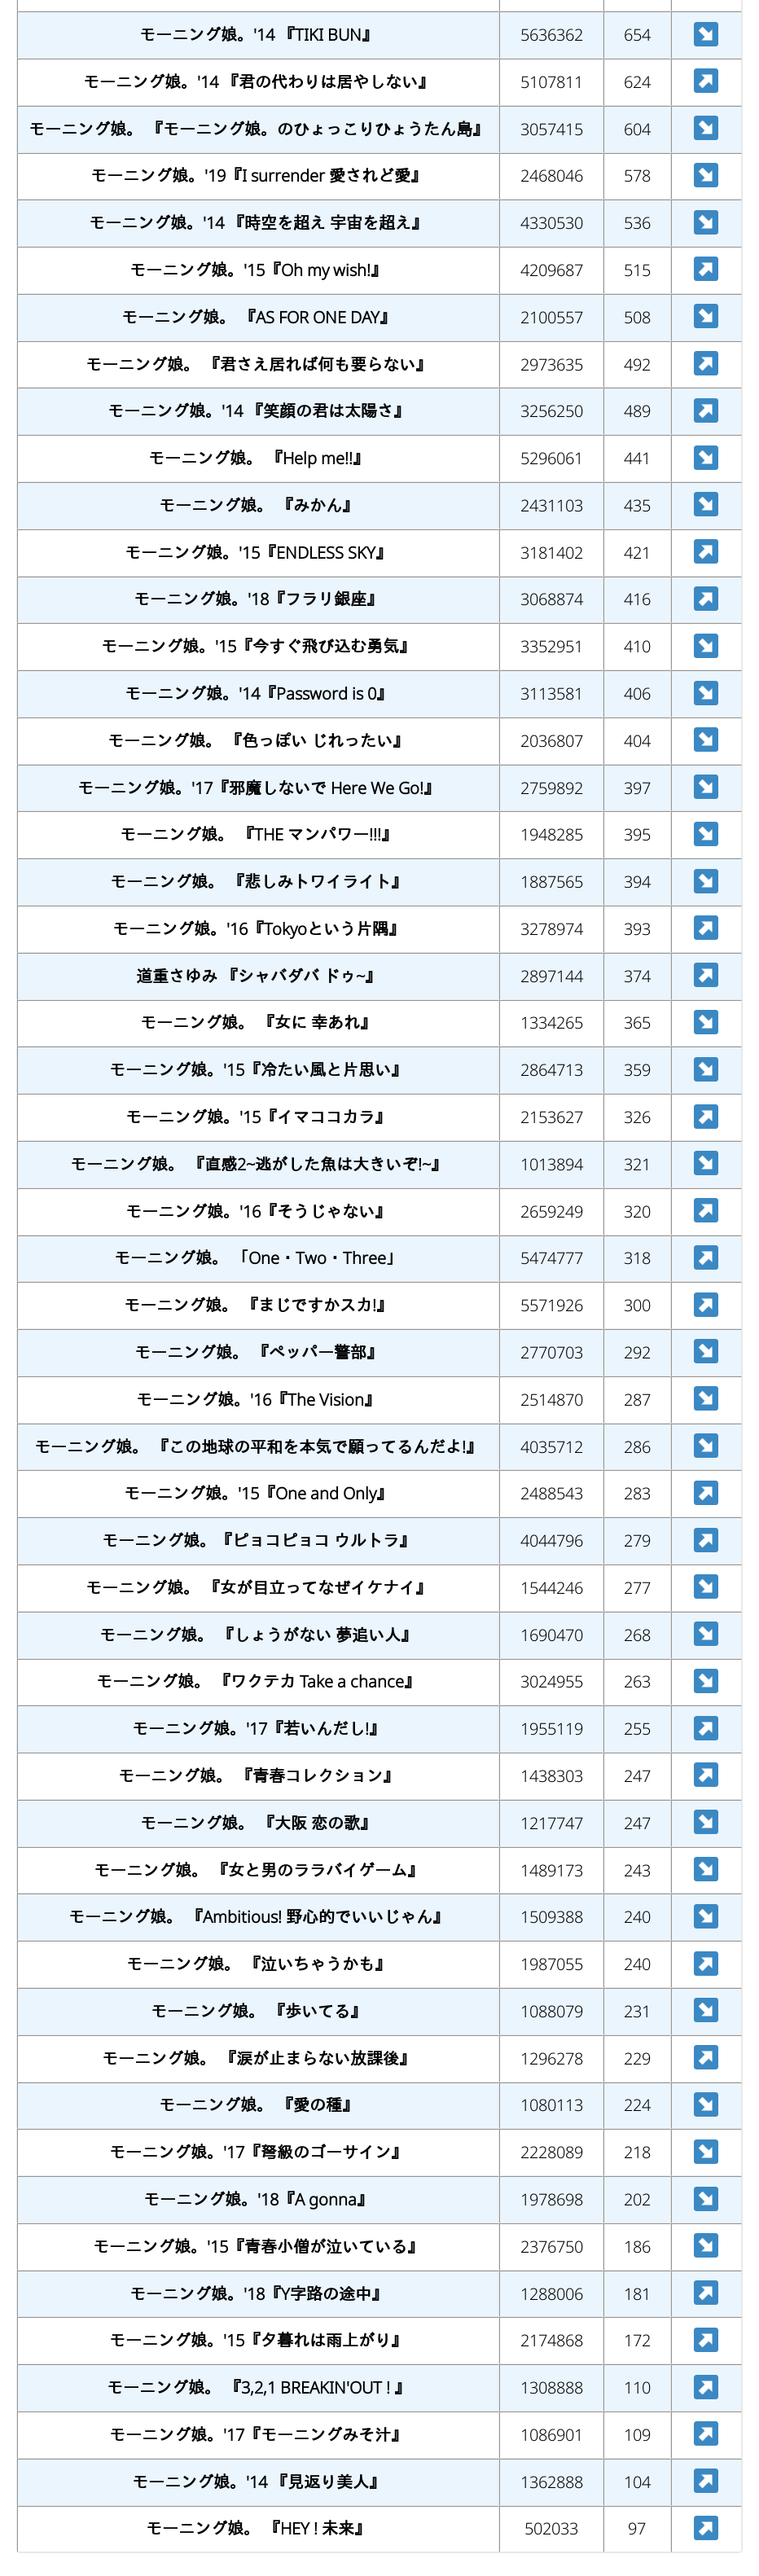 モーニング娘。'14 『TIKI BUN』 5636362 654
モーニング娘。'14 『君の代わりは居やしない』 5107811 624
モーニング娘。 『モーニング娘。のひょっこりひょうたん島』 3057415 604
モーニング娘。'19『I surrender 愛されど愛』 2468046 578
モーニング娘。'14 『時空を超え 宇宙を超え』 4330530 536
モーニング娘。'15『Oh my wish!』 4209687 515
モーニング娘。 『AS FOR ONE DAY』 2100557 508
モーニング娘。 『君さえ居れば何も要らない』 2973635 492
モーニング娘。'14 『笑顔の君は太陽さ』 3256250 489
モーニング娘。 『Help me!!』 5296061 441
モーニング娘。 『みかん』 2431103 435
モーニング娘。'15『ENDLESS SKY』 3181402 421
モーニング娘。'18『フラリ銀座』 3068874 416
モーニング娘。'15『今すぐ飛び込む勇気』 3352951 410
モーニング娘。'14『Password is 0』 3113581 406
モーニング娘。 『色っぽい じれったい』 2036807 404
モーニング娘。'17『邪魔しないで Here We Go!』 2759892 397
モーニング娘。 『THE マンパワー!!!』 1948285 395
モーニング娘。 『悲しみトワイライト』 1887565 394
モーニング娘。'16『Tokyoという片隅』 3278974 393
道重さゆみ 『シャバダバ ドゥ~』 2897144 374
モーニング娘。 『女に 幸あれ』 1334265 365
モーニング娘。'15『冷たい風と片思い』 2864713 359
モーニング娘。'15『イマココカラ』 2153627 326
モーニング娘。 『直感2~逃がした魚は大きいぞ!~』 1013894 321
モーニング娘。'16『そうじゃない』 2659249 320
モーニング娘。 「One・Two・Three」 5474777 318
モーニング娘。 『まじですかスカ!』 5571926 300
モーニング娘。 『ペッパー警部』 2770703 292
モーニング娘。'16『The Vision』 2514870 287
モーニング娘。 『この地球の平和を本気で願ってるんだよ!』 4035712 286
モーニング娘。'15『One and Only』 2488543 283
モーニング娘。『ピョコピョコ ウルトラ』 4044796 279
モーニング娘。 『女が目立ってなぜイケナイ』 1544246 277
モーニング娘。 『しょうがない 夢追い人』 1690470 268
モーニング娘。 『ワクテカ Take a chance』 3024955 263
モーニング娘。'17『若いんだし!』 1955119 255
モーニング娘。 『青春コレクション』 1438303 247
モーニング娘。 『大阪 恋の歌』 1217747 247
モーニング娘。 『女と男のララバイゲーム』 1489173 243
モーニング娘。 『Ambitious! 野心的でいいじゃん』 1509388 240
モーニング娘。 『泣いちゃうかも』 1987055 240
モーニング娘。 『歩いてる』 1088079 231
モーニング娘。 『涙が止まらない放課後』 1296278 229
モーニング娘。 『愛の種』 1080113 224
モーニング娘。'17『弩級のゴーサイン』 2228089 218
モーニング娘。'18『A gonna』 1978698 202
モーニング娘。'15『青春小僧が泣いている』 2376750 186
モーニング娘。'18『Y字路の途中』 1288006 181
モーニング娘。'15『夕暮れは雨上がり』 2174868 172
モーニング娘。 『3,2,1 BREAKIN'OUT ! 』 1308888 110
モーニング娘。'17『モーニングみそ汁』 1086901 109
モーニング娘。'14 『見返り美人』 1362888 104
モーニング娘。 『HEY ! 未来』 502033 97